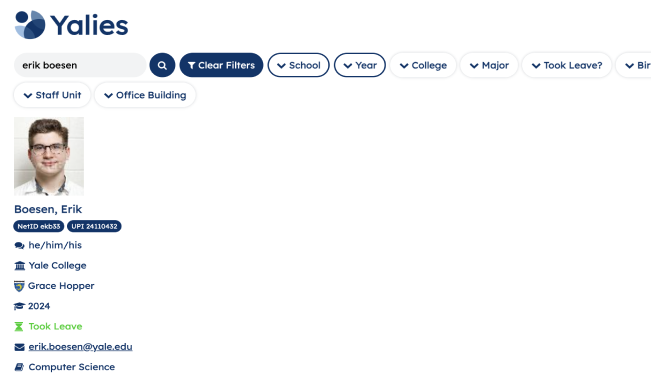 Yalies
erik boesen Clear Filters School Year College Major Took Leave?
Staff Unit Office Building
Boesen, Erik
NetID ekb33 UPI 24110432
he/him/his
Yale College
Grace Hopper
2024
Took Leave
erik.boesen@yale.edu
Computer Science